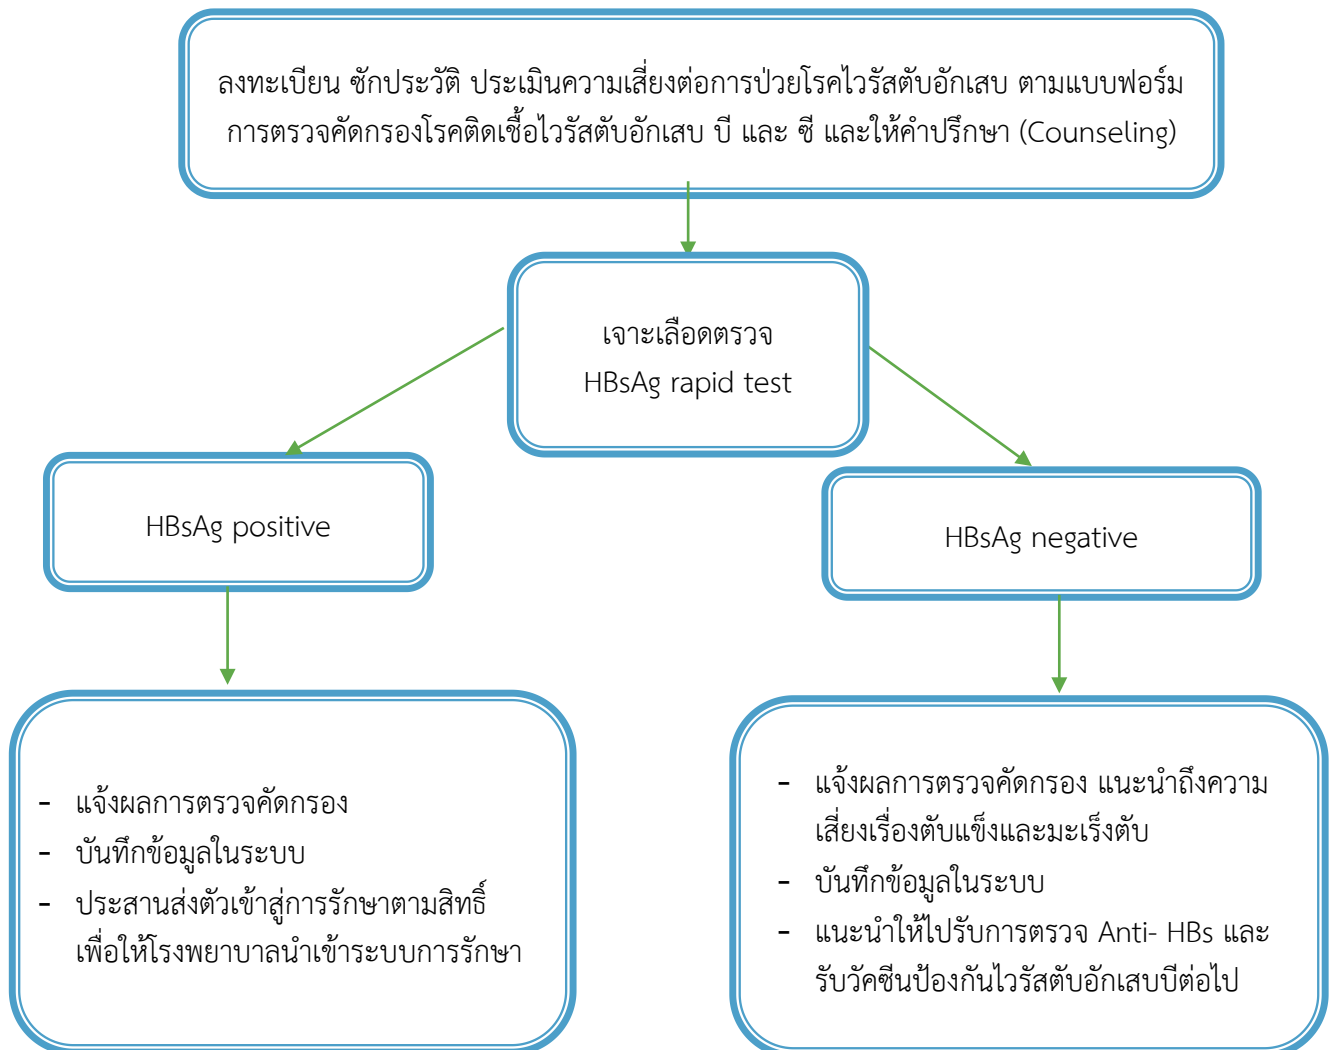 ลงทะเบียน ซักประวัติ ประเมินความเสี่ยงต่อการป่วยโรคไวรัสตับอักเสบ ตามแบบฟอร์ม
การตรวจคัดกรองโรคติดเชื้อไวรัสตับอักเสบ บี และ ซี และให้คำปรึกษา (Counseling)
เจาะเลือดตรวจ
HBsAg rapid test
HBsAg positive
HBsAg negative
- แจ้งผลการตรวจคัดกรอง
- บันทึกข้อมูลในระบบ
- ประสานส่งตัวเข้าสู่การรักษาตามสิทธิ์
เพื่อให้โรงพยาบาลนำเข้าระบบการรักษา
- แจ้งผลการตรวจคัดกรอง แนะนำถึงความ
เสี่ยงเรื่องตับแข็งและมะเร็งตับ
- บันทึกข้อมูลในระบบ
- แนะนำให้ไปรับการตรวจ Anti- HBs และ
รับวัคซีนป้องกันไวรัสตับอักเสบบีต่อไป